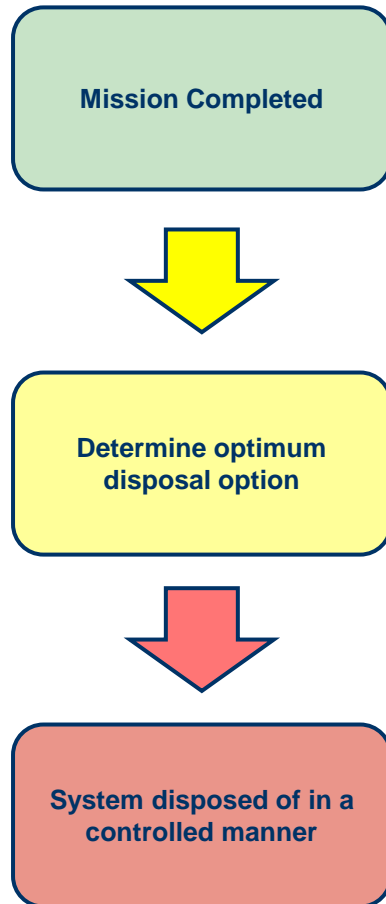 Mission Completed
Determine optimum
disposal option
System disposed of in a
controlled manner